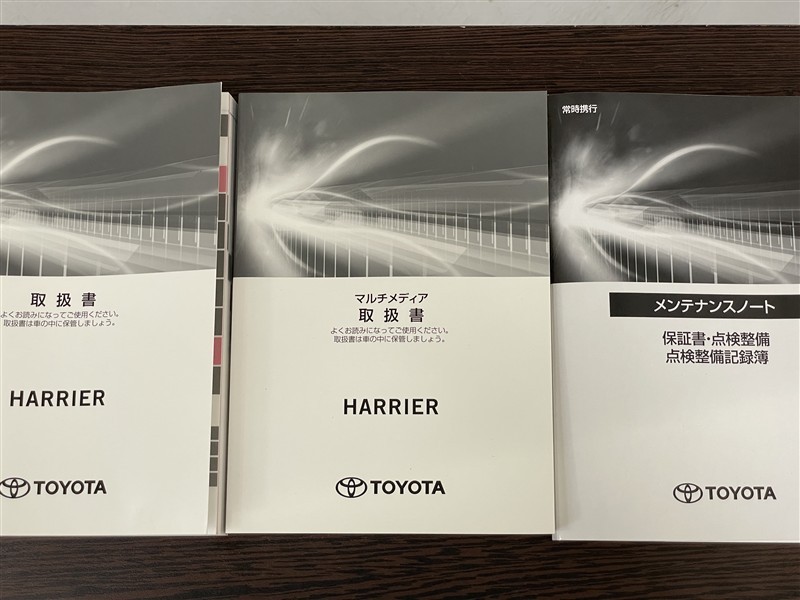 取扱書
よくお読みになってご使用ください。
取扱書は車の中に保管しましょう。
HARRIER
TOYOTA
マルチメディア
取扱書
よくお読みになってご使用ください。
取扱書は車の中に保管しましょう。
HARRIER
TOYOTA
常時携行
メンテナンスノート
保証書・点検整備
点検整備記録簿
TOYOTA